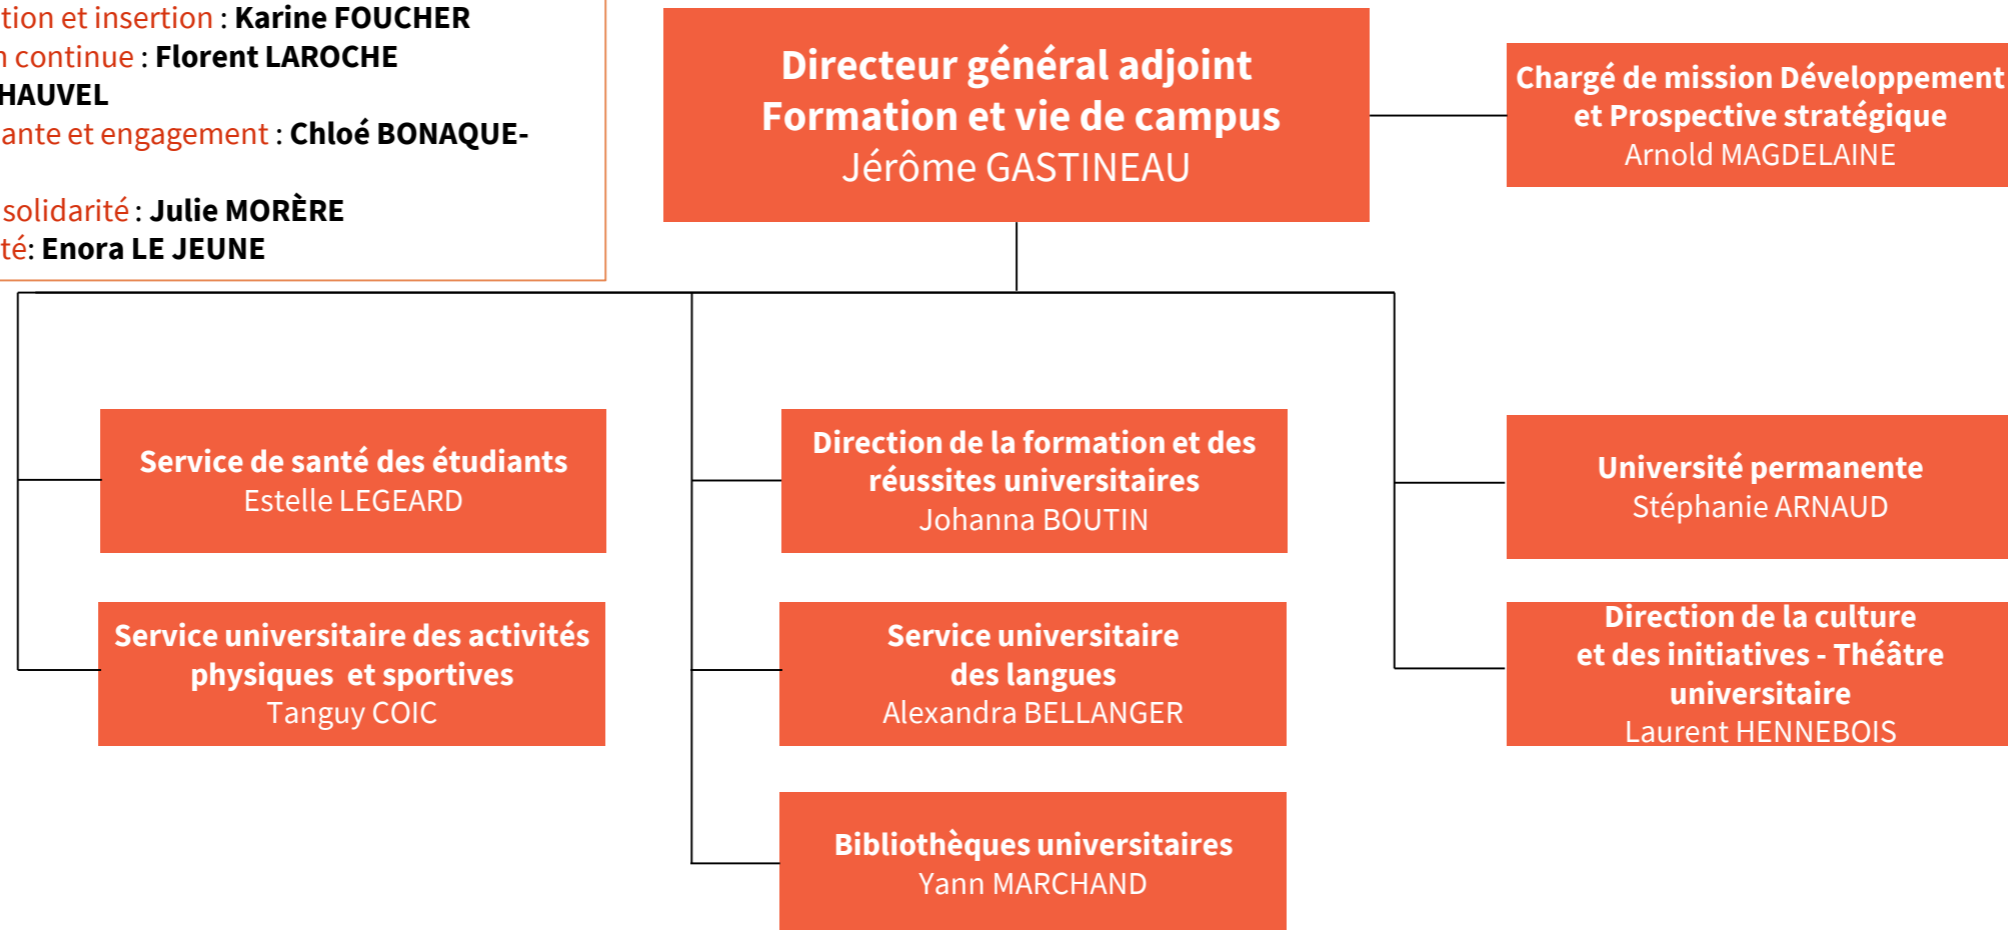 tion et insertion : Karine FOUCHER
continue : Florent LAROCHE
HAUVEL
ante et engagement : Chloé BONAQUE-
solidarité : Julie MORÈRE
té: Enora LE JEUNE
Directeur général adjoint
Formation et vie de campus
Jérôme GASTINEAU
Chargé de mission Développement
et Prospective stratégique
Arnold MAGDELAINE
Service de santé des étudiants
Estelle LEGEARD
Direction de la formation et des
réussites universitaires
Johanna BOUTIN
Université permanente
Stéphanie ARNAUD
Service universitaire des activités
physiques et sportives
Tanguy COIC
Service universitaire
des langues
Alexandra BELLANGER
Direction de la culture
et des initiatives - Théâtre
universitaire
Laurent HENNEBOIS
Bibliothèques universitaires
Yann MARCHAND